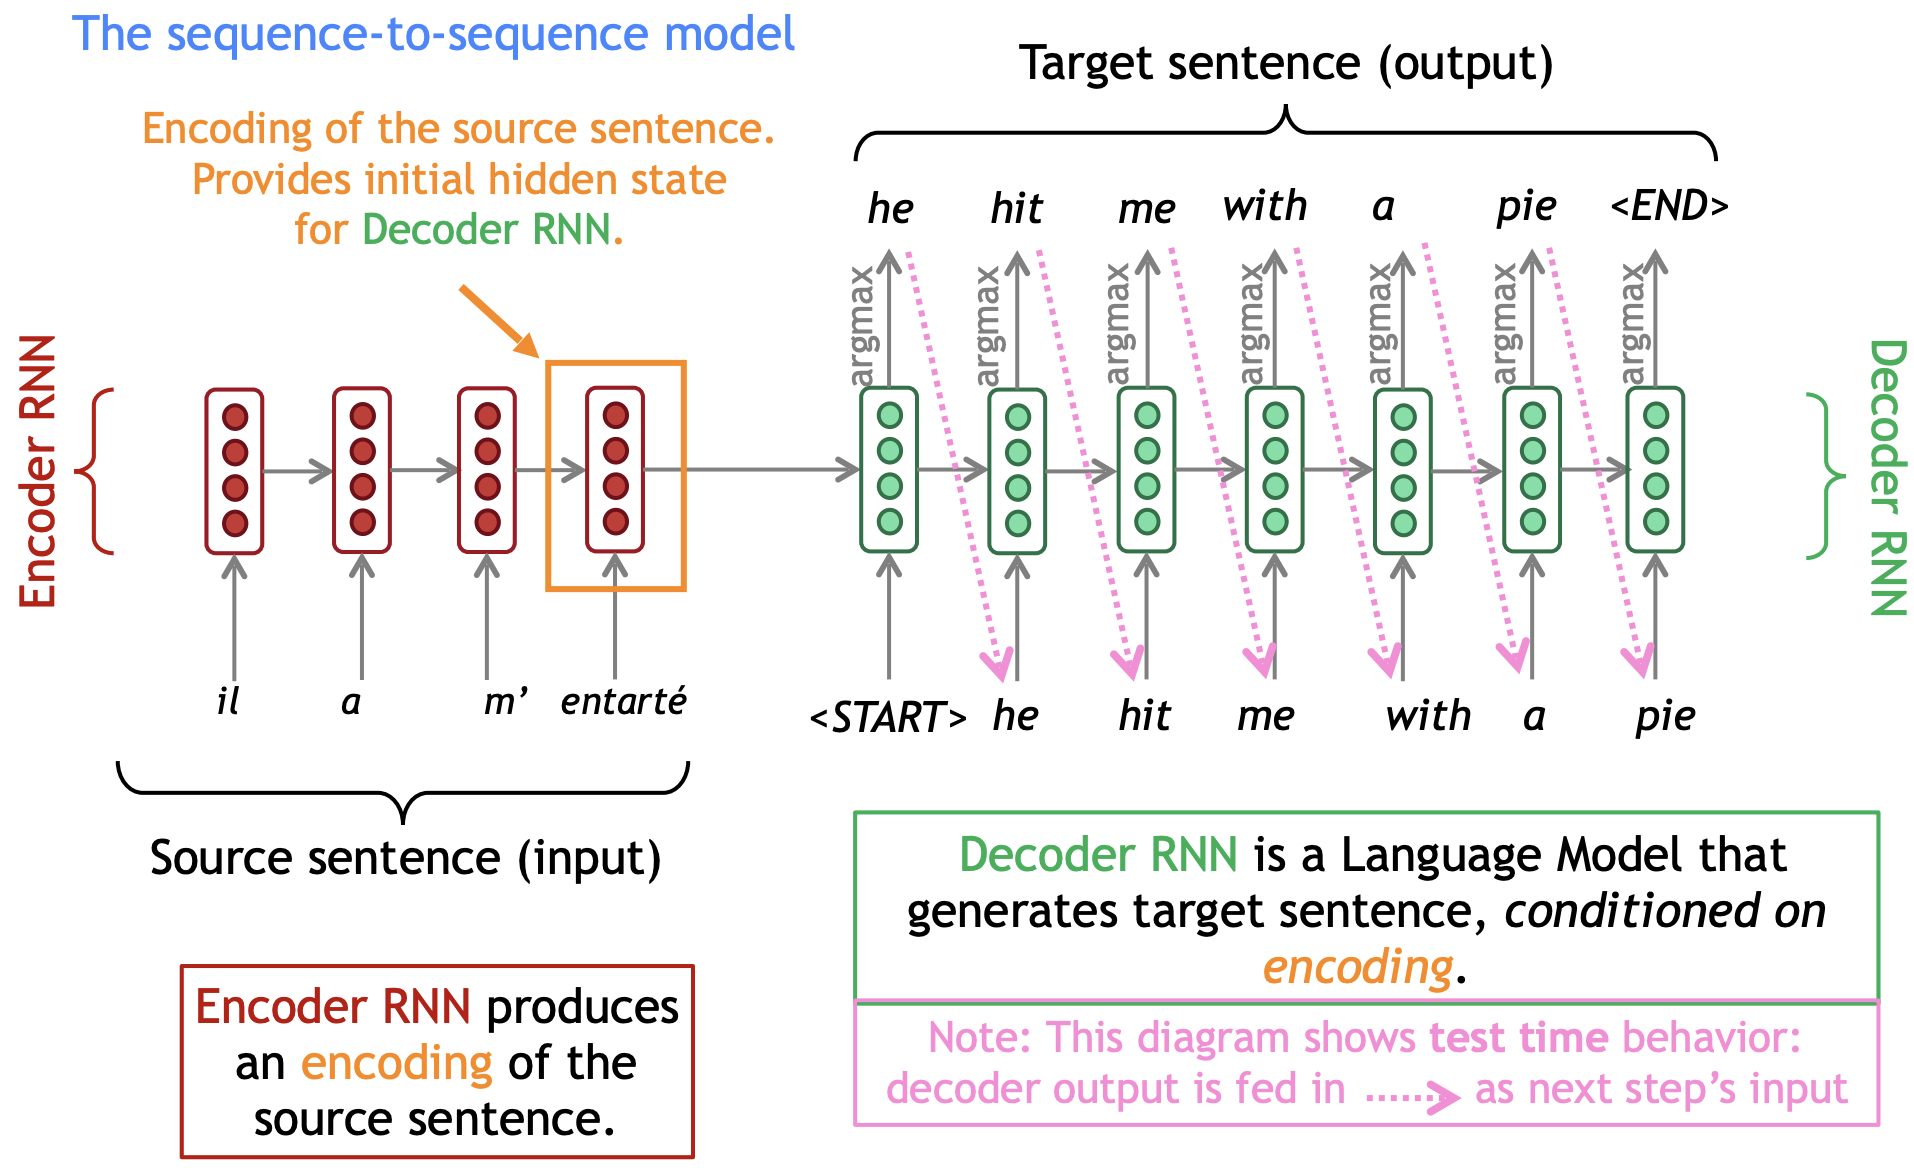 The sequence-to-sequence model
Target sentence (output)
Encoding of the source sentence.
Provides initial hidden state
for Decoder RNN.
he hit me with a pie <END>
argmax argmax argmax argmax argmax argmax argmax
Encoder RNN
Decoder RNN
il a m’ entarté
<START> he hit me with a pie
Source sentence (input)
Decoder RNN is a Language Model that
generates target sentence, conditioned on
encoding.
Encoder RNN produces
an encoding of the
source sentence.
Note: This diagram shows test time behavior:
decoder output is fed in as next step’s input